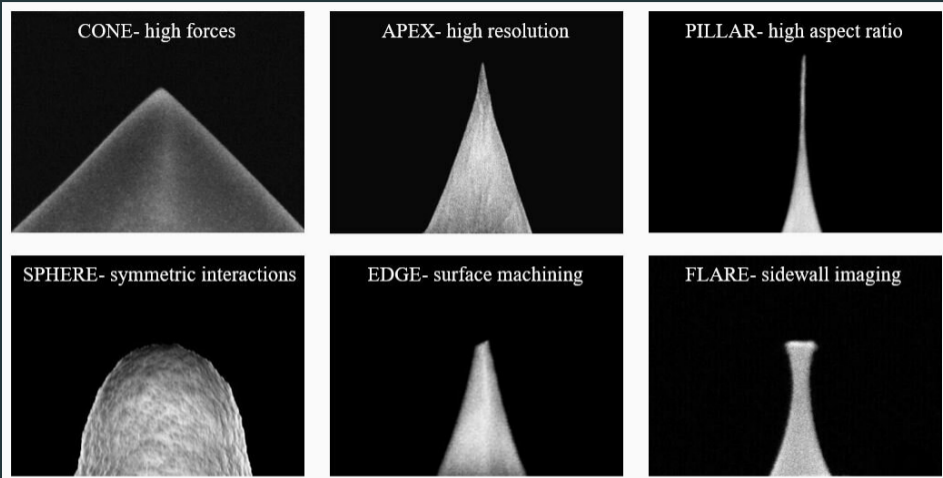 CONE- high forces
APEX- high resolution
PILLAR- high aspect ratio
SPHERE- symmetric interactions
EDGE- surface machining
FLARE- sidewall imaging